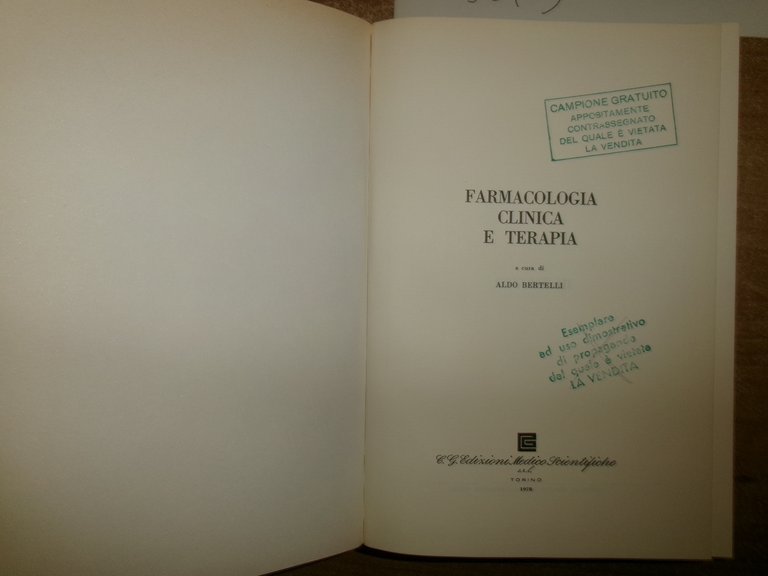 CAMPIONE GRATUITO
APPOSITAMENTE
CONTRASSEGNATO
DEL QUALE È VIETATA
LA VENDITA
FARMACOLOGIA
CLINICA
E TERAPIA
a cura di
ALDO BERTELLI
Esemplare
ad uso dimostrativo
di propaganda
del quale è vietata
LA VENDITA
C.G. Edizioni Medico Scientifiche
s.r.l.
TORINO